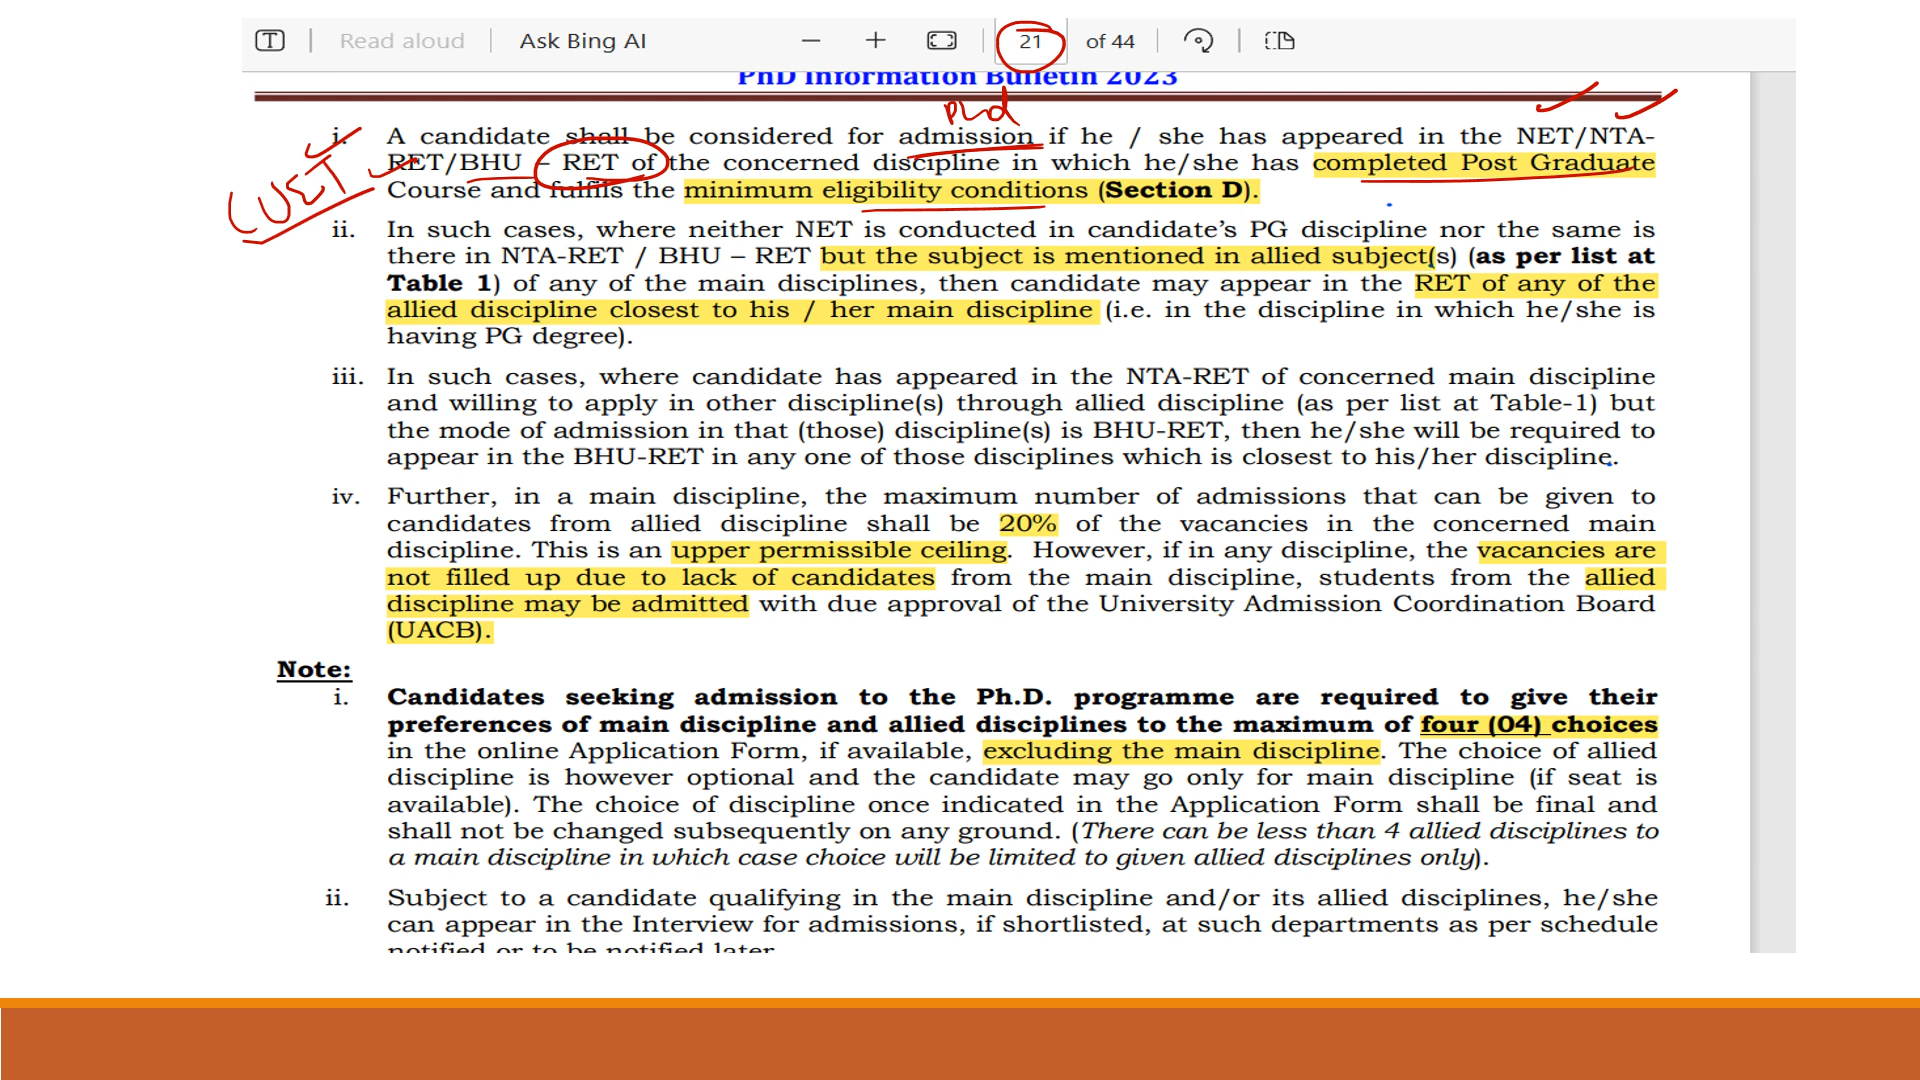 Read aloud
Ask Bing AI
21
of 44
PhD Information Bulletin 2023
Phd
i. A candidate shall be considered for admission if he / she has appeared in the NET/NTA-
RET/BHU – RET of the concerned discipline in which he/she has completed Post Graduate
Course and fulfils the minimum eligibility conditions (Section D).
CUET
ii. In such cases, where neither NET is conducted in candidate’s PG discipline nor the same is
there in NTA-RET / BHU – RET but the subject is mentioned in allied subject(s) (as per list at
Table 1) of any of the main disciplines, then candidate may appear in the RET of any of the
allied discipline closest to his / her main discipline (i.e. in the discipline in which he/she is
having PG degree).
iii. In such cases, where candidate has appeared in the NTA-RET of concerned main discipline
and willing to apply in other discipline(s) through allied discipline (as per list at Table-1) but
the mode of admission in that (those) discipline(s) is BHU-RET, then he/she will be required to
appear in the BHU-RET in any one of those disciplines which is closest to his/her discipline.
iv. Further, in a main discipline, the maximum number of admissions that can be given to
candidates from allied discipline shall be 20% of the vacancies in the concerned main
discipline. This is an upper permissible ceiling. However, if in any discipline, the vacancies are
not filled up due to lack of candidates from the main discipline, students from the allied
discipline may be admitted with due approval of the University Admission Coordination Board
(UACB).
Note:
i. Candidates seeking admission to the Ph.D. programme are required to give their
preferences of main discipline and allied disciplines to the maximum of four (04) choices
in the online Application Form, if available, excluding the main discipline. The choice of allied
discipline is however optional and the candidate may go only for main discipline (if seat is
available). The choice of discipline once indicated in the Application Form shall be final and
shall not be changed subsequently on any ground. (There can be less than 4 allied disciplines to
a main discipline in which case choice will be limited to given allied disciplines only).
ii. Subject to a candidate qualifying in the main discipline and/or its allied disciplines, he/she
can appear in the Interview for admissions, if shortlisted, at such departments as per schedule
notified or to be notified later.